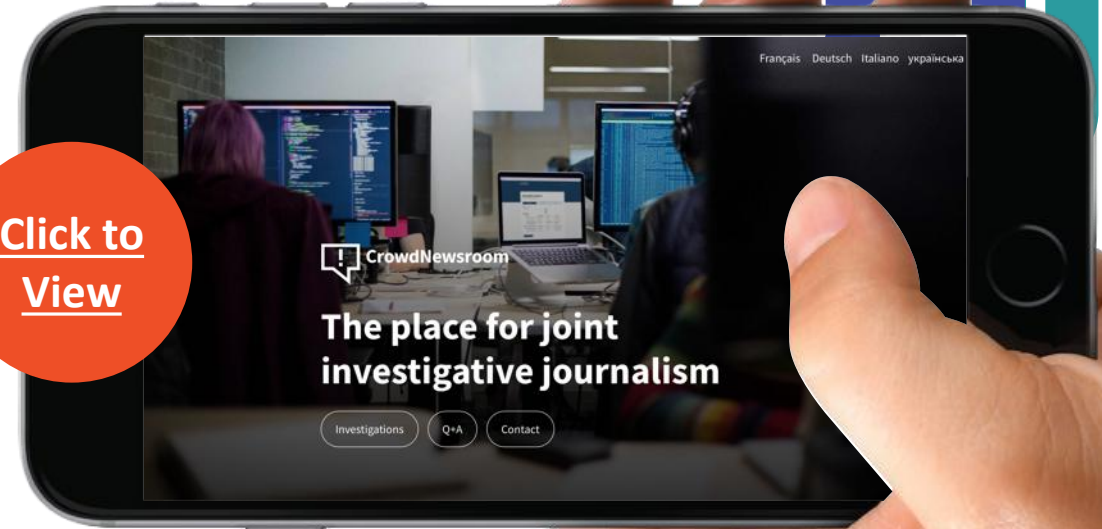 Français Deutsch Italiano українська
Click to
View
CrowdNewsroom
The place for joint
investigative journalism
Investigations Q+A Contact